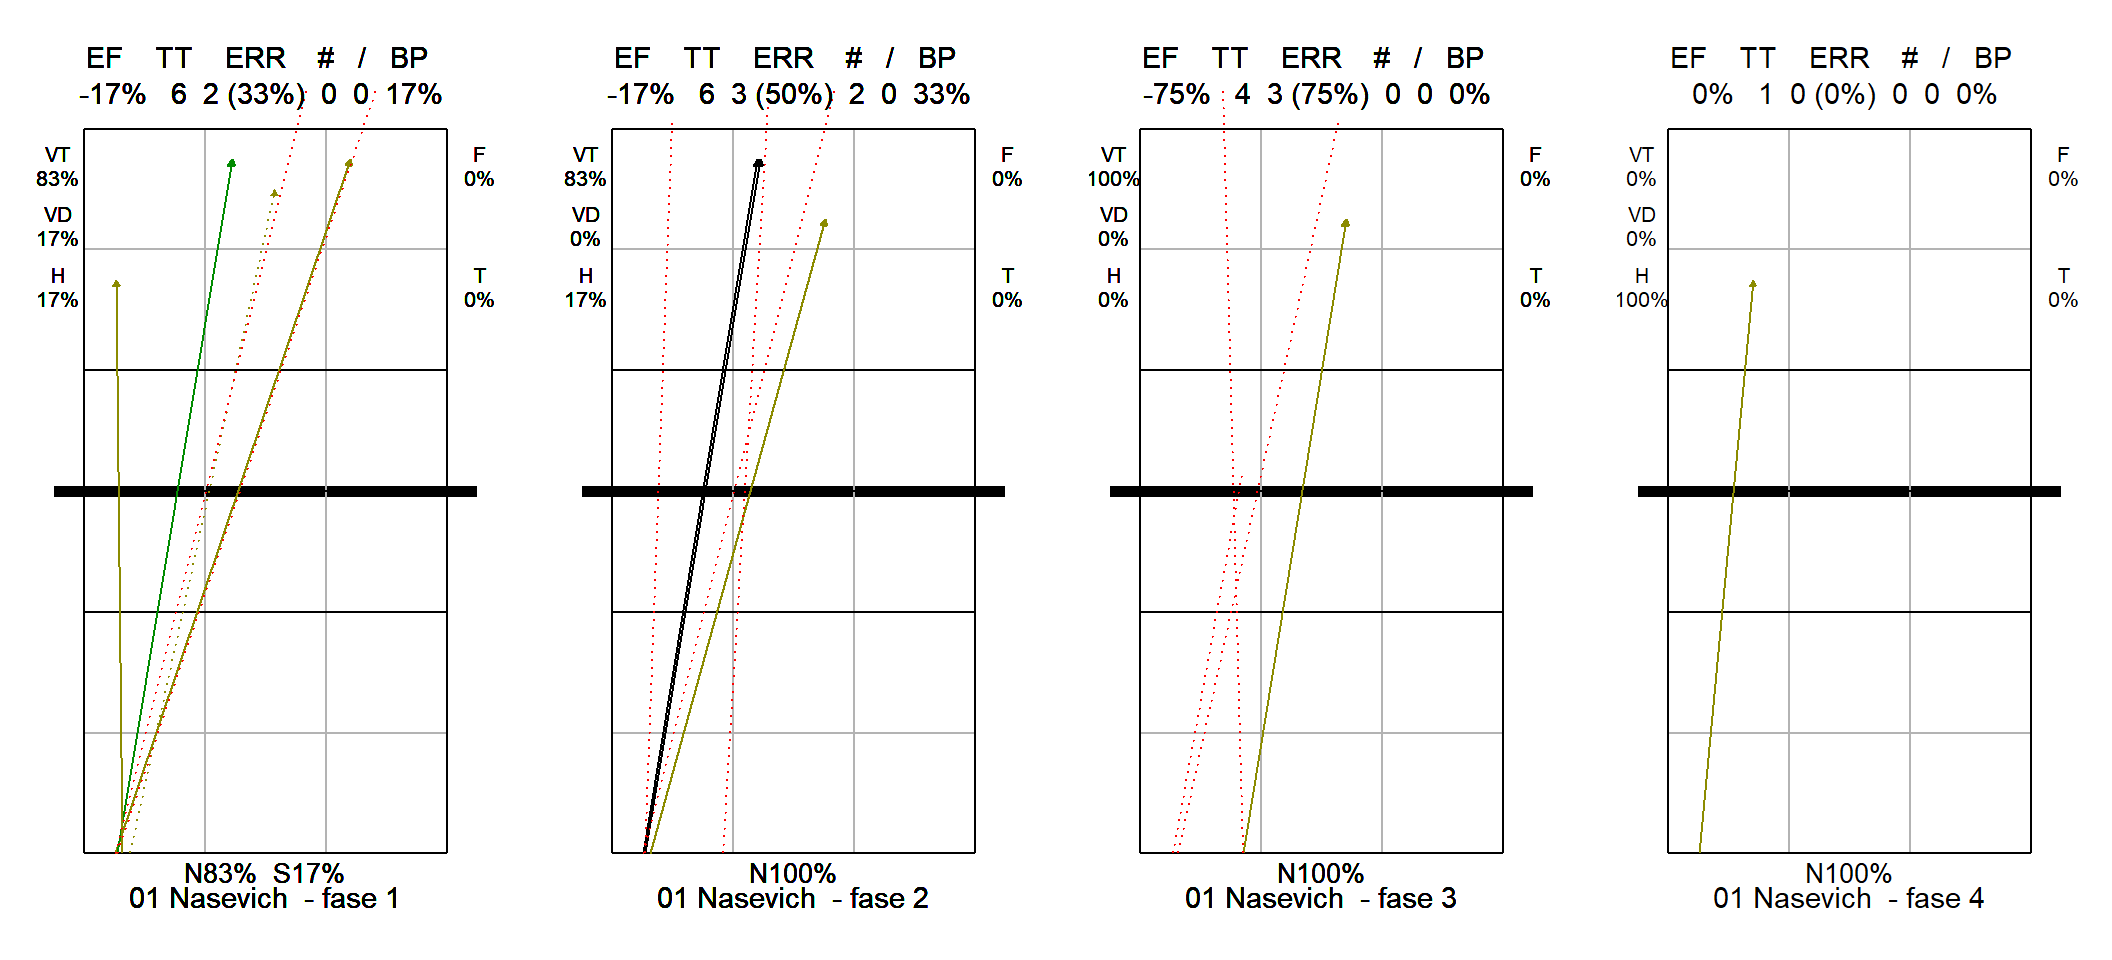 EF TT ERR # / BP
-17% 6 2 (33%) 0 0 17%
VT
83%
VD
17%
H
17%
F
0%
T
0%
N83% S17%
01 Nasevich - fase 1
EF TT ERR # / BP
-17% 6 3 (50%) 2 0 33%
VT
83%
VD
0%
H
17%
F
0%
T
0%
N100%
01 Nasevich - fase 2
EF TT ERR # / BP
-75% 4 3 (75%) 0 0 0%
VT
100%
VD
0%
H
0%
F
0%
T
0%
N100%
01 Nasevich - fase 3
EF TT ERR # / BP
0% 1 0 (0%) 0 0 0%
VT
0%
VD
0%
H
100%
F
0%
T
0%
N100%
01 Nasevich - fase 4